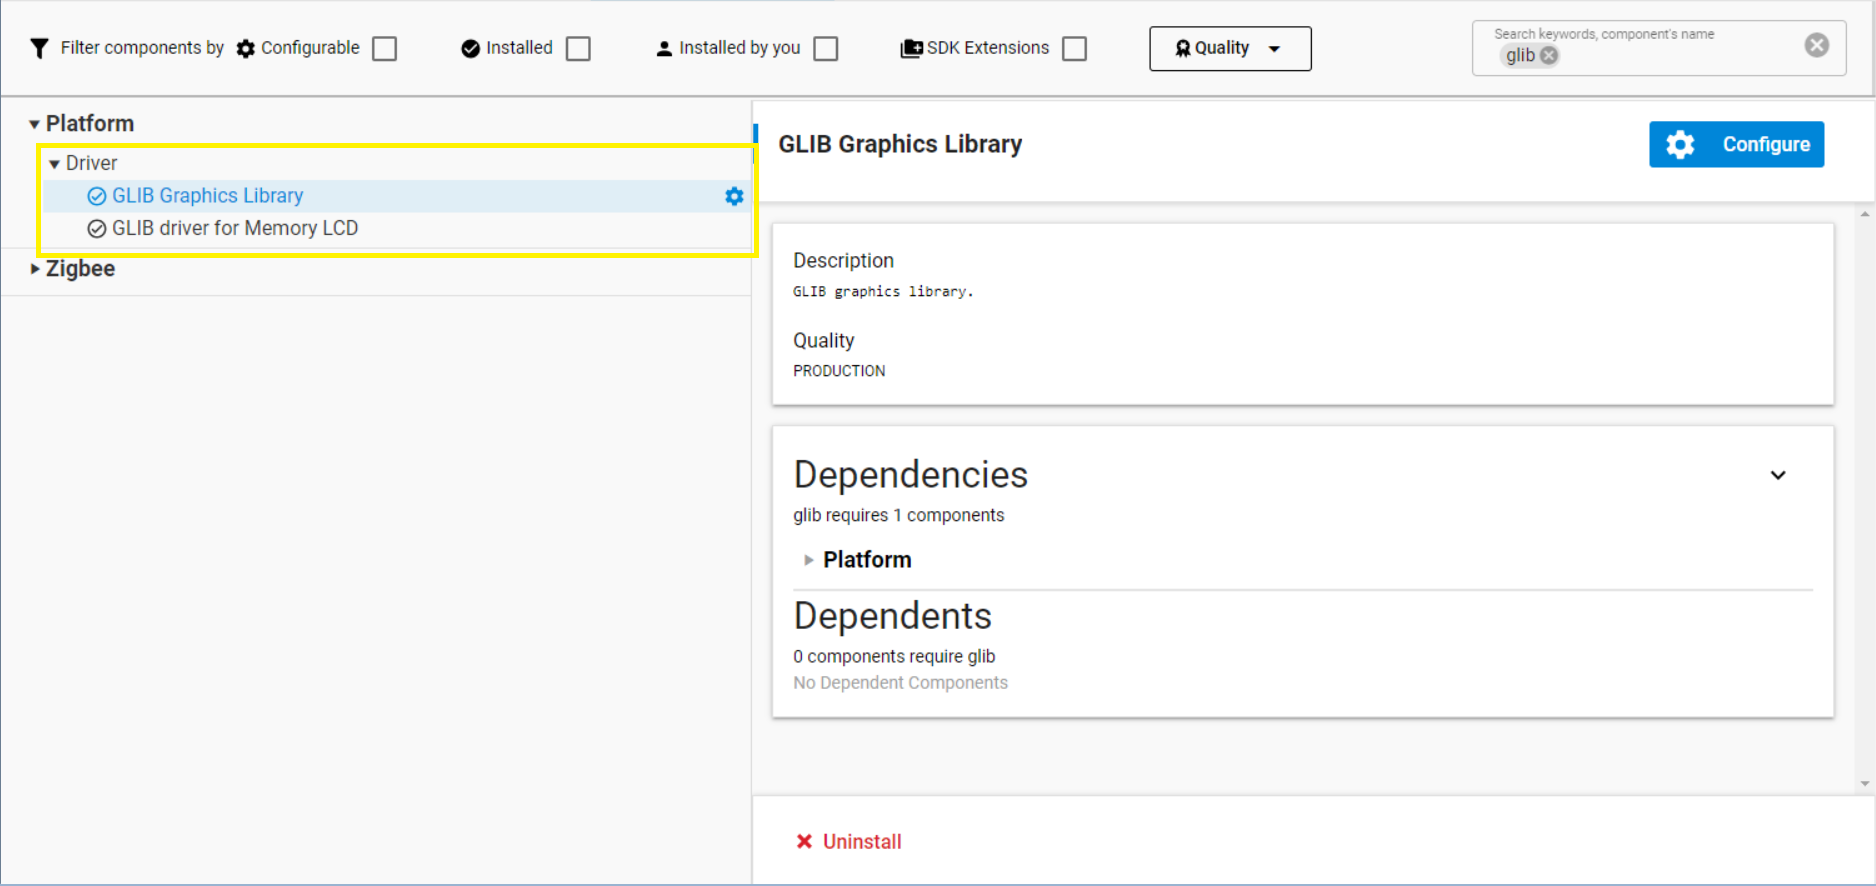 Filter components by Configurable Installed Installed by you SDK Extensions Quality
Search keywords, component's name
glib
Platform
Driver
GLIB Graphics Library
GLIB driver for Memory LCD
Zigbee
GLIB Graphics Library
Configure
Description
GLIB graphics library.
Quality
PRODUCTION
Dependencies
glib requires 1 components
Platform
Dependents
0 components require glib
No Dependent Components
Uninstall